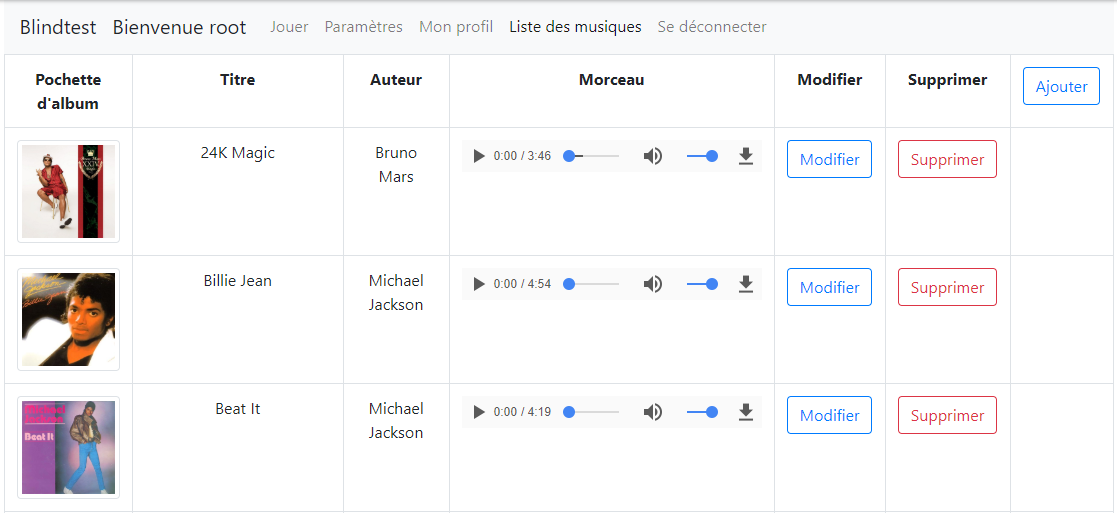 Blindtest Bienvenue root Jouer Paramètres Mon profil Liste des musiques Se déconnecter
Pochette d'album Titre Auteur Morceau Modifier Supprimer Ajouter
24K Magic Bruno Mars 0:00 / 3:46 Modifier Supprimer
Billie Jean Michael Jackson 0:00 / 4:54 Modifier Supprimer
Beat It
Beat It Michael Jackson 0:00 / 4:19 Modifier Supprimer